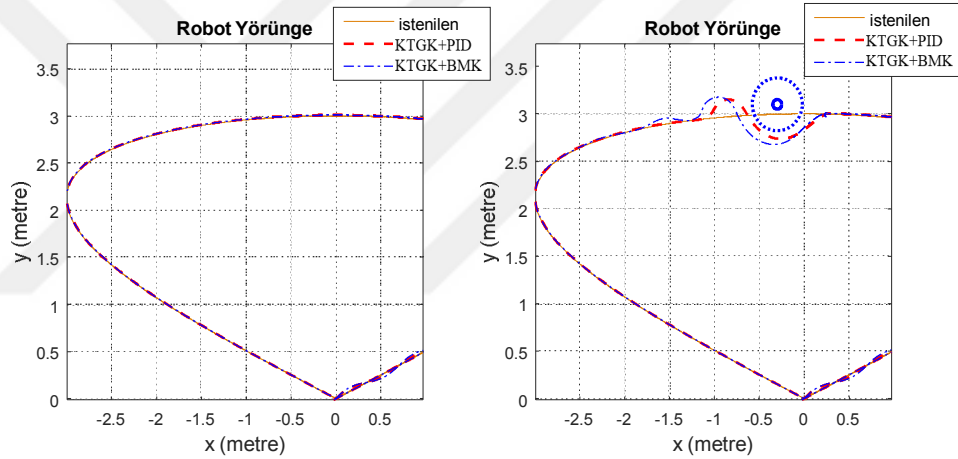 Robot Yörünge
istenilen
KTGK+PID
KTGK+BMK
y (metre)
3.5
3
2.5
2
1.5
1
0.5
0
-2.5 -2 -1.5 -1 -0.5 0 0.5
x (metre)
Robot Yörünge
istenilen
KTGK+PID
KTGK+BMK
y (metre)
3.5
3
2.5
2
1.5
1
0.5
0
-2.5 -2 -1.5 -1 -0.5 0 0.5
x (metre)